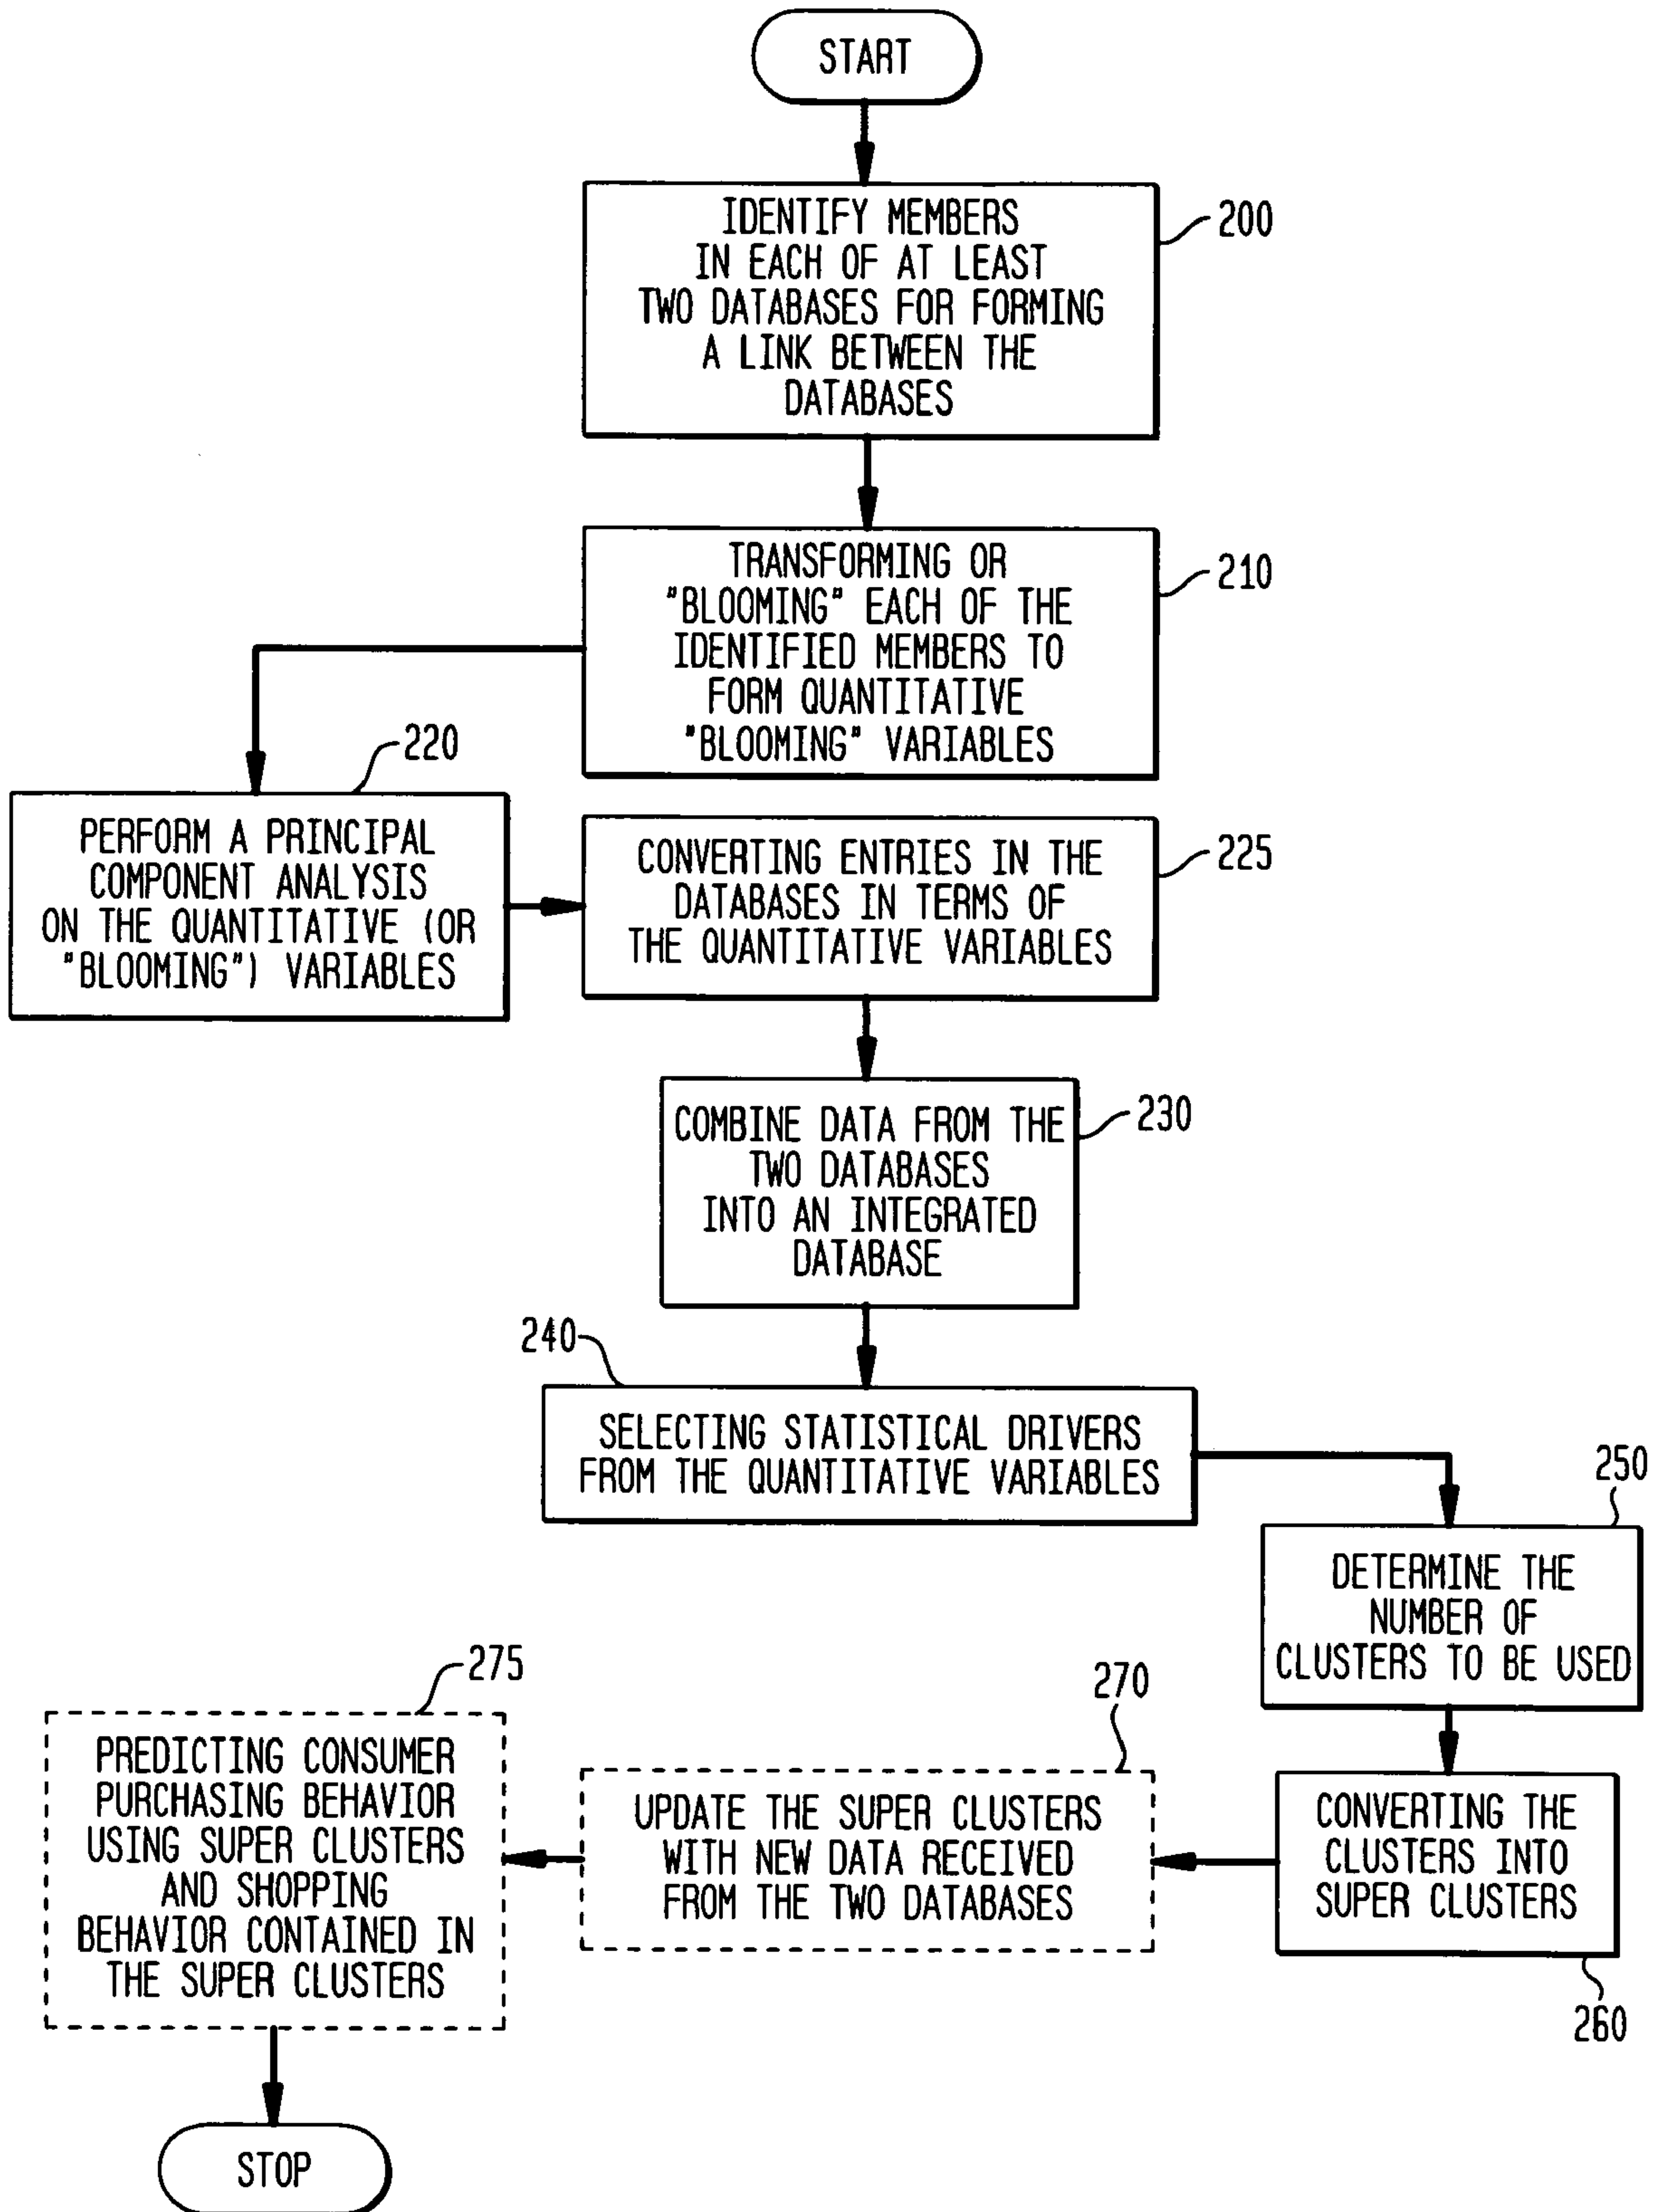 START
IDENTIFY MEMBERS
IN EACH OF AT LEAST
TWO DATABASES FOR FORMING
A LINK BETWEEN THE
DATABASES
200
TRANSFORMING OR
"BLOOMING" EACH OF THE
IDENTIFIED MEMBERS TO
FORM QUANTITATIVE
"BLOOMING" VARIABLES
210
220
PERFORM A PRINCIPAL
COMPONENT ANALYSIS
ON THE QUANTITATIVE (OR
"BLOOMING") VARIABLES
CONVERTING ENTRIES IN THE
DATABASES IN TERMS OF
THE QUANTITATIVE VARIABLES
225
COMBINE DATA FROM THE
TWO DATABASES
INTO AN INTEGRATED
DATABASE
230
240
SELECTING STATISTICAL DRIVERS
FROM THE QUANTITATIVE VARIABLES
250
DETERMINE THE
NUMBER OF
CLUSTERS TO BE USED
CONVERTING THE
CLUSTERS INTO
SUPER CLUSTERS
260
270
UPDATE THE SUPER CLUSTERS
WITH NEW DATA RECEIVED
FROM THE TWO DATABASES
275
PREDICTING CONSUMER
PURCHASING BEHAVIOR
USING SUPER CLUSTERS
AND SHOPPING
BEHAVIOR CONTAINED IN
THE SUPER CLUSTERS
STOP